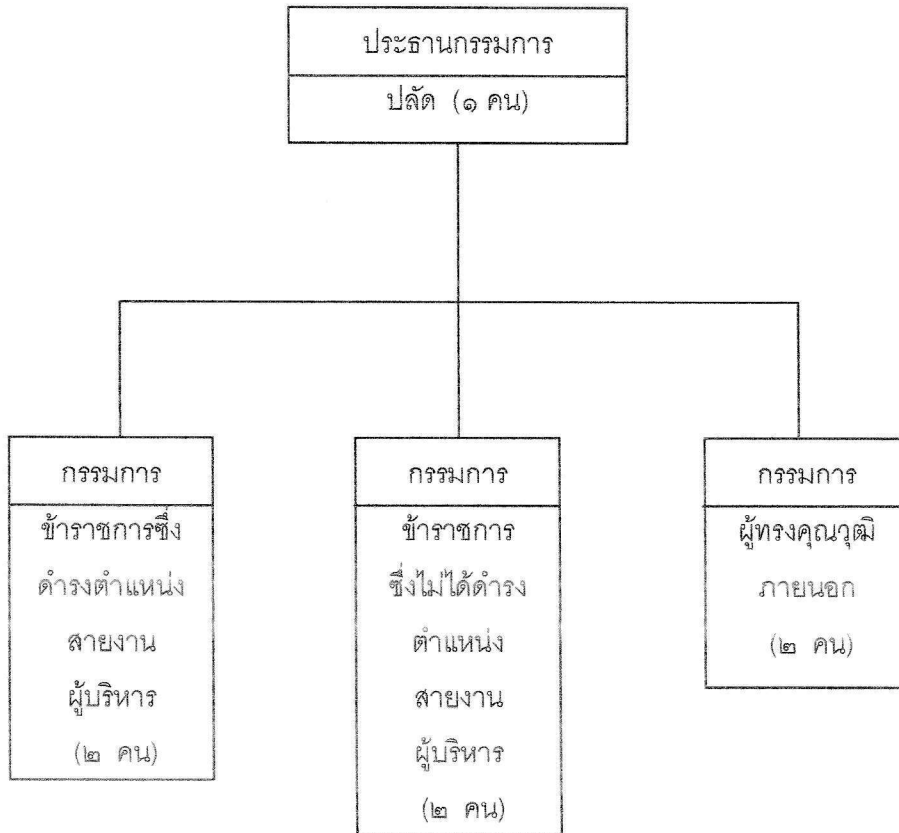 ประธานกรรมการ
ปลัด (๑ คน)
กรรมการ
ข้าราชการซึ่ง
ดำรงตำแหน่ง
สายงาน
ผู้บริหาร
(๒ คน)
กรรมการ
ข้าราชการ
ซึ่งไม่ได้ดำรง
ตำแหน่ง
สายงาน
ผู้บริหาร
(๒ คน)
กรรมการ
ผู้ทรงคุณวุฒิ
ภายนอก
(๒ คน)